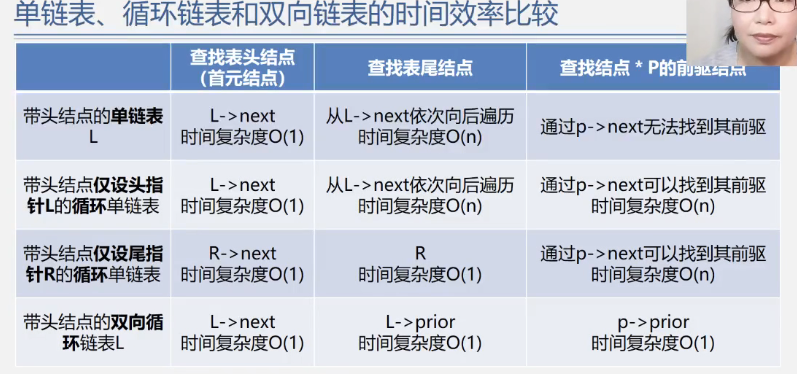 单链表、循环链表和双向链表的时间效率比较
查找表头结点
(首元结点)
查找表尾结点
查找结点 * P的前驱结点
带头结点的单链表
L
L->next
时间复杂度O(1)
从L->next依次向后遍历
时间复杂度O(n)
通过p->next无法找到其前驱
带头结点仅设头指
针L的循环单链表
L->next
时间复杂度O(1)
从L->next依次向后遍历
时间复杂度O(n)
通过p->next可以找到其前驱
时间复杂度O(n)
带头结点仅设尾指
针R的循环单链表
R->next
时间复杂度O(1)
R
时间复杂度O(1)
通过p->next可以找到其前驱
时间复杂度O(n)
带头结点的双向循
环链表L
L->next
时间复杂度O(1)
L->prior
时间复杂度O(1)
p->prior
时间复杂度O(1)